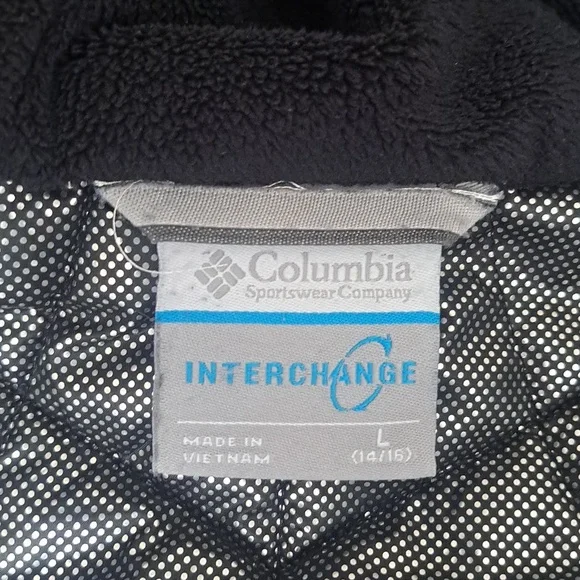 Columbia
Sportswear Company
INTERCHANGE
MADE IN
VIETNAM
L
(14/16)